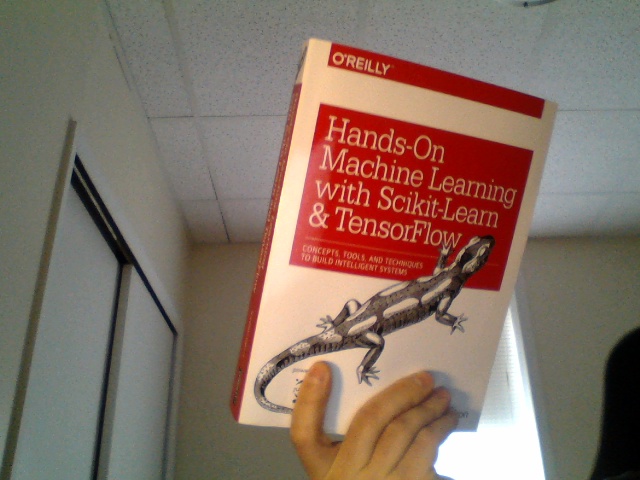 O'REILLY
Hands-On
Machine Learning
with Scikit-Learn
& TensorFlow
CONCEPTS, TOOLS, AND TECHNIQUES
TO BUILD INTELLIGENT SYSTEMS